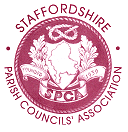 • STAFFORDSHIRE •
PARISH COUNCILS' ASSOCIATION
SPCA